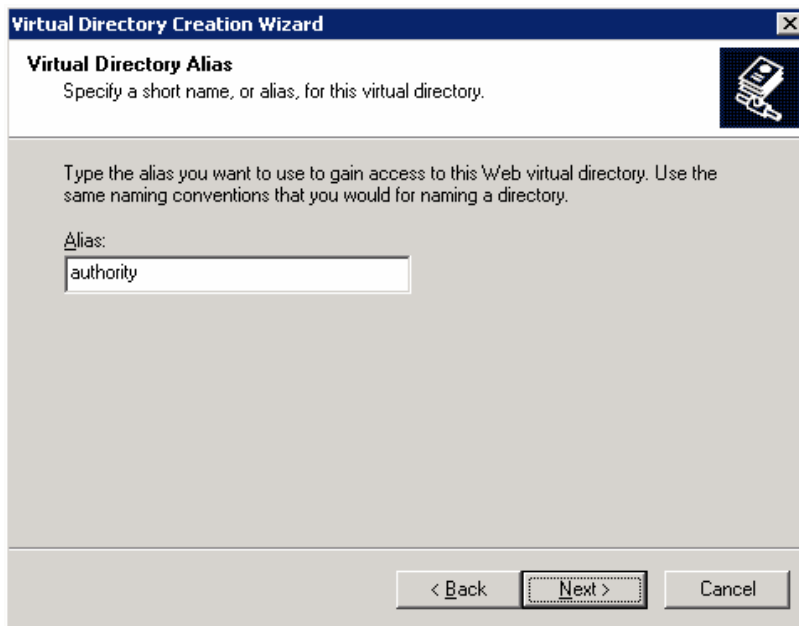 Virtual Directory Creation Wizard
Virtual Directory Alias
Specify a short name, or alias, for this virtual directory.
Type the alias you want to use to gain access to this Web virtual directory. Use the
same naming conventions that you would for naming a directory.
Alias:
authority
< Back Next > Cancel